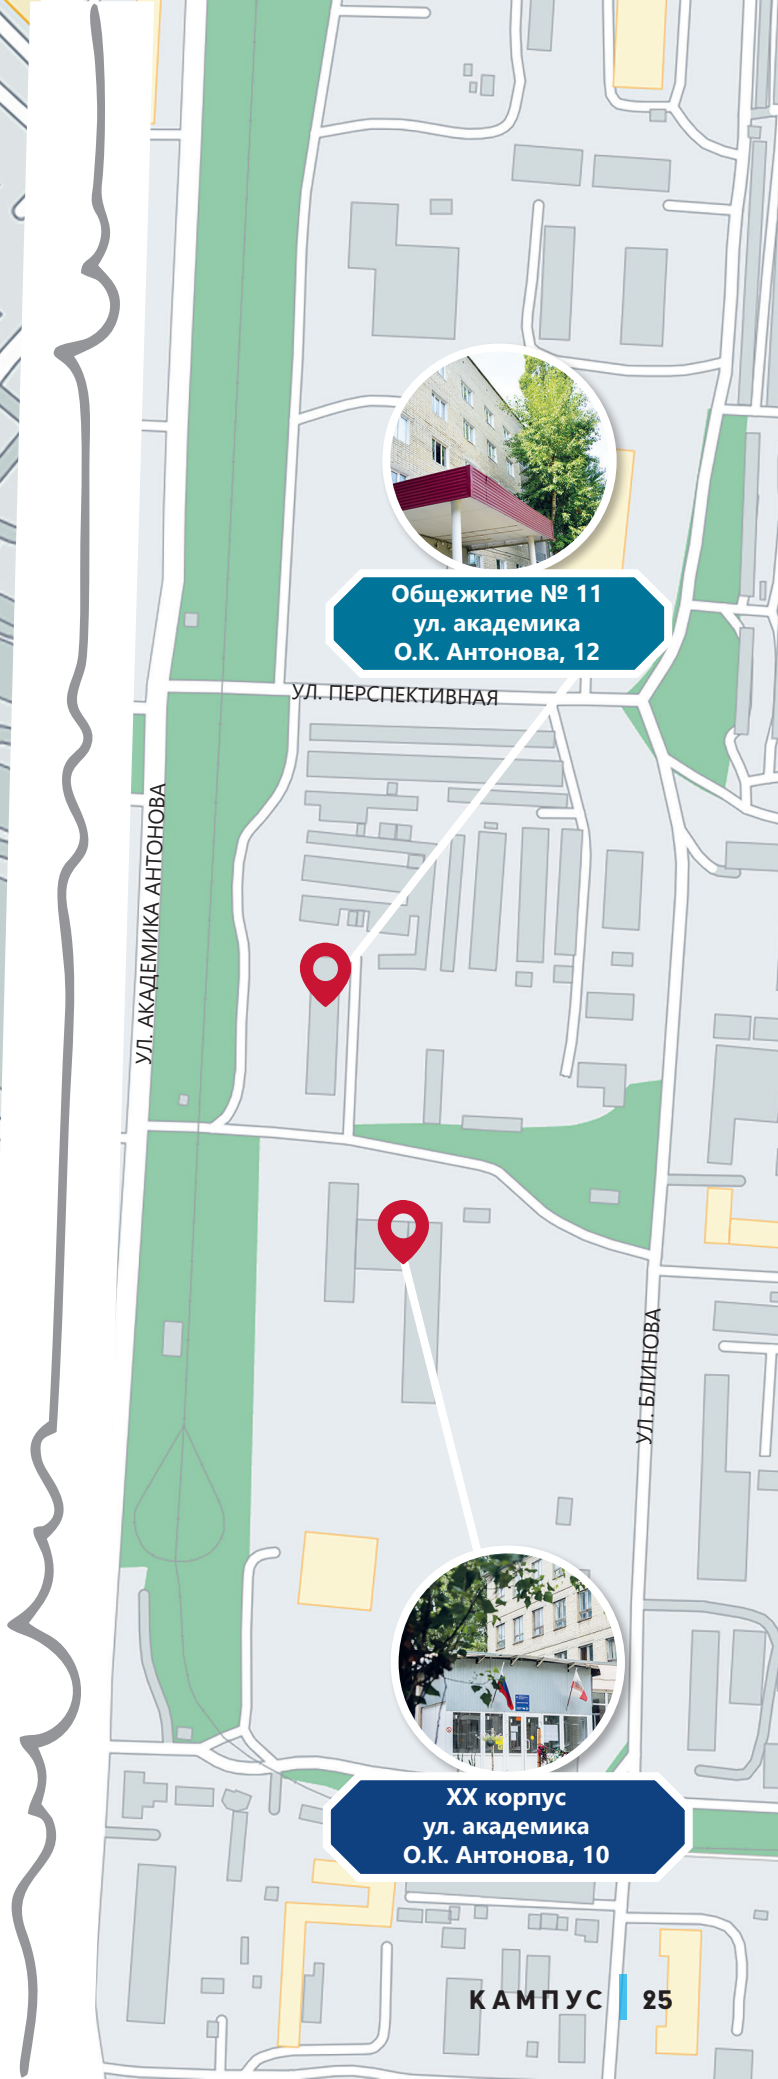 Общежитие № 11
ул. академика
О.К. Антонова, 12
УЛ. ПЕРСПЕКТИВНАЯ
УЛ. АКАДЕМИКА АНТОНОВА
УЛ. БЛИНОВА
XX корпус
ул. академика
О.К. Антонова, 10
КАМПУС 25